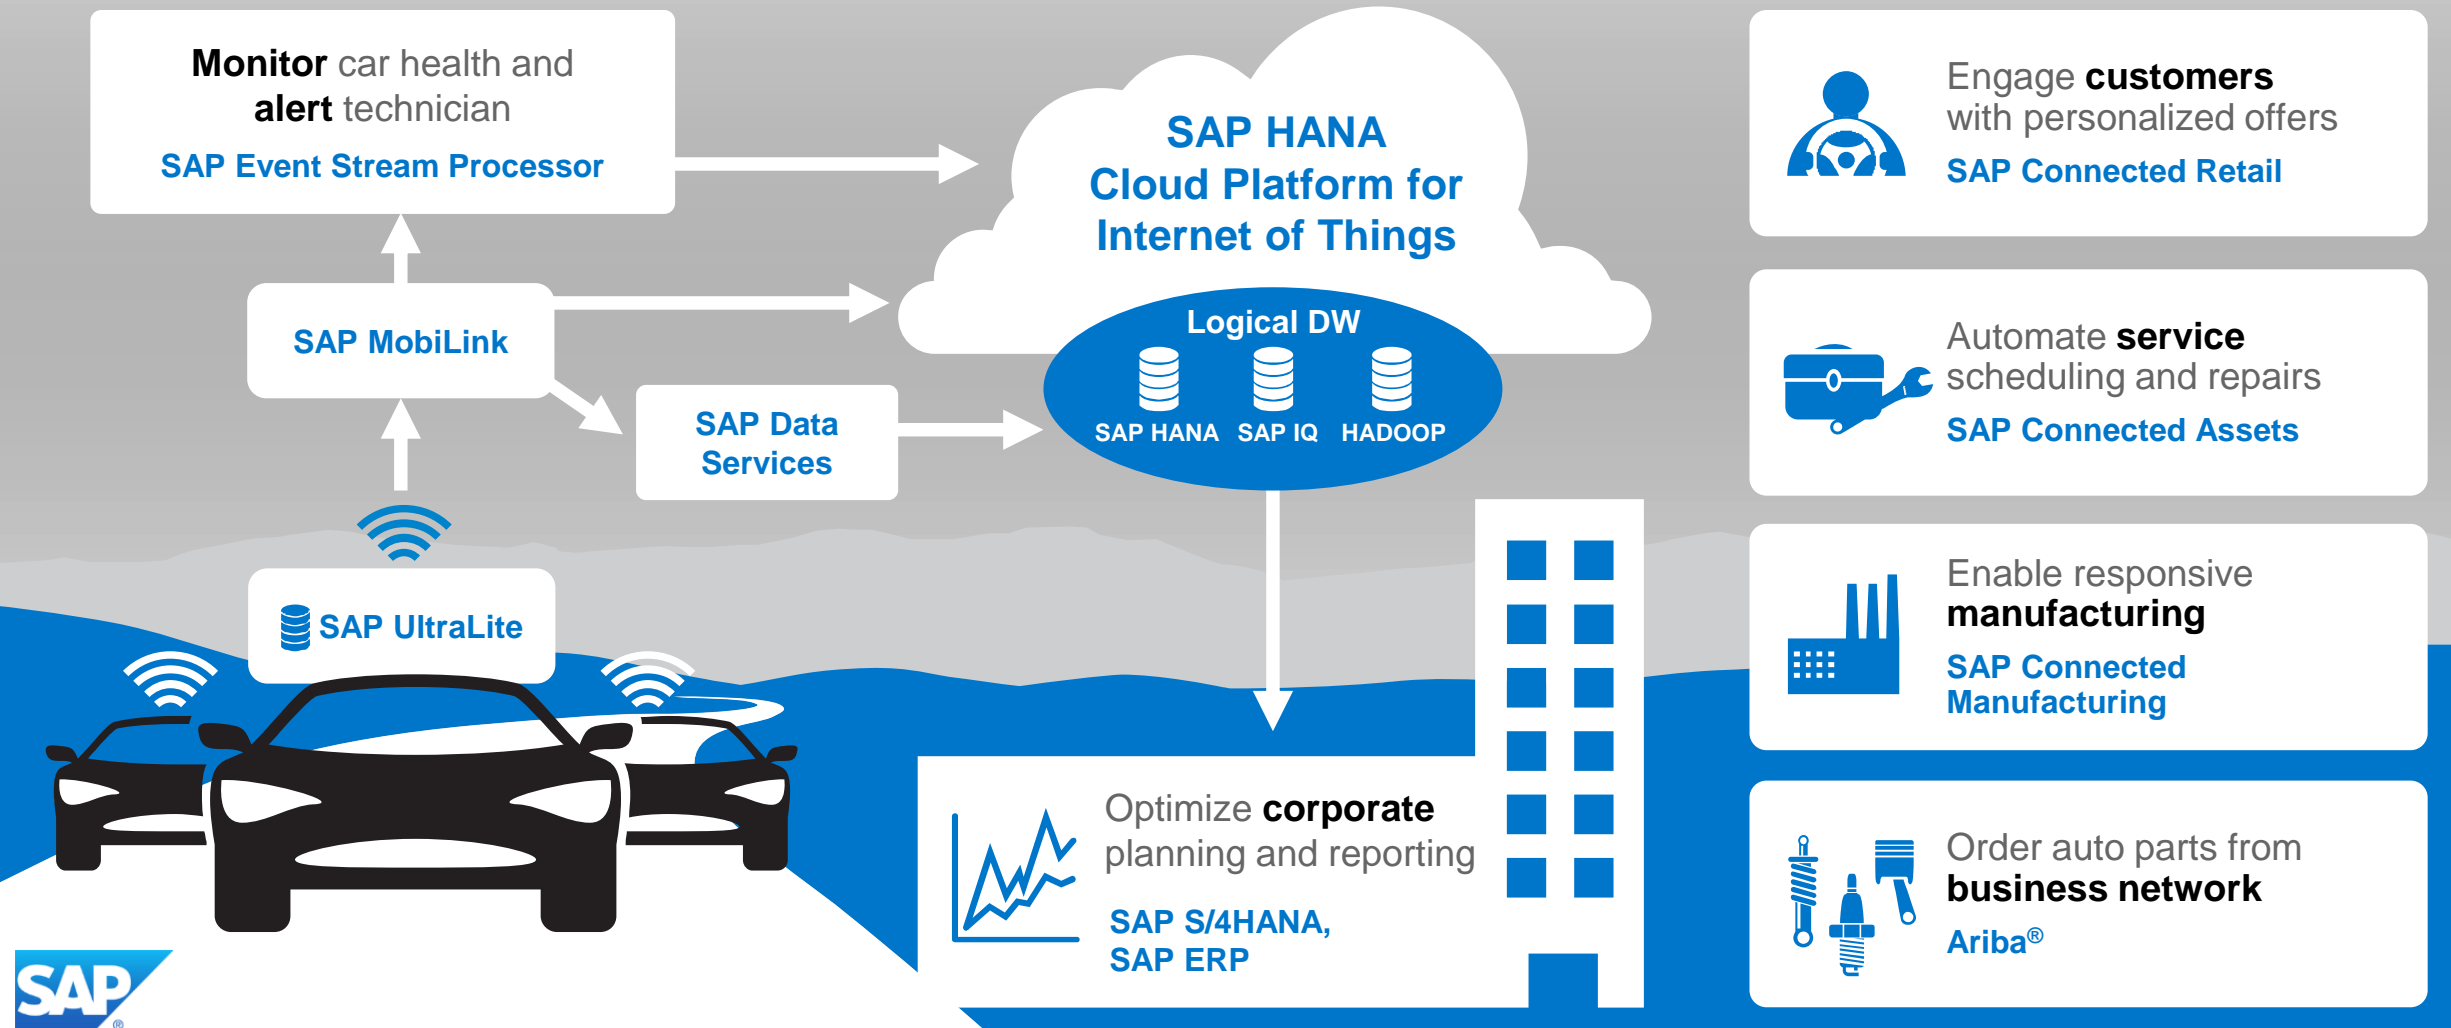 Monitor car health and
alert technician
SAP Event Stream Processor
SAP MobiLink
SAP Data
Services
SAP UltraLite
SAP HANA
Cloud Platform for
Internet of Things
Logical DW
SAP HANA SAP IQ HADOOP
Optimize corporate
planning and reporting
SAP S/4HANA,
SAP ERP
Engage customers
with personalized offers
SAP Connected Retail
Automate service
scheduling and repairs
SAP Connected Assets
Enable responsive
manufacturing
SAP Connected
Manufacturing
Order auto parts from
business network
Ariba®
SAP®